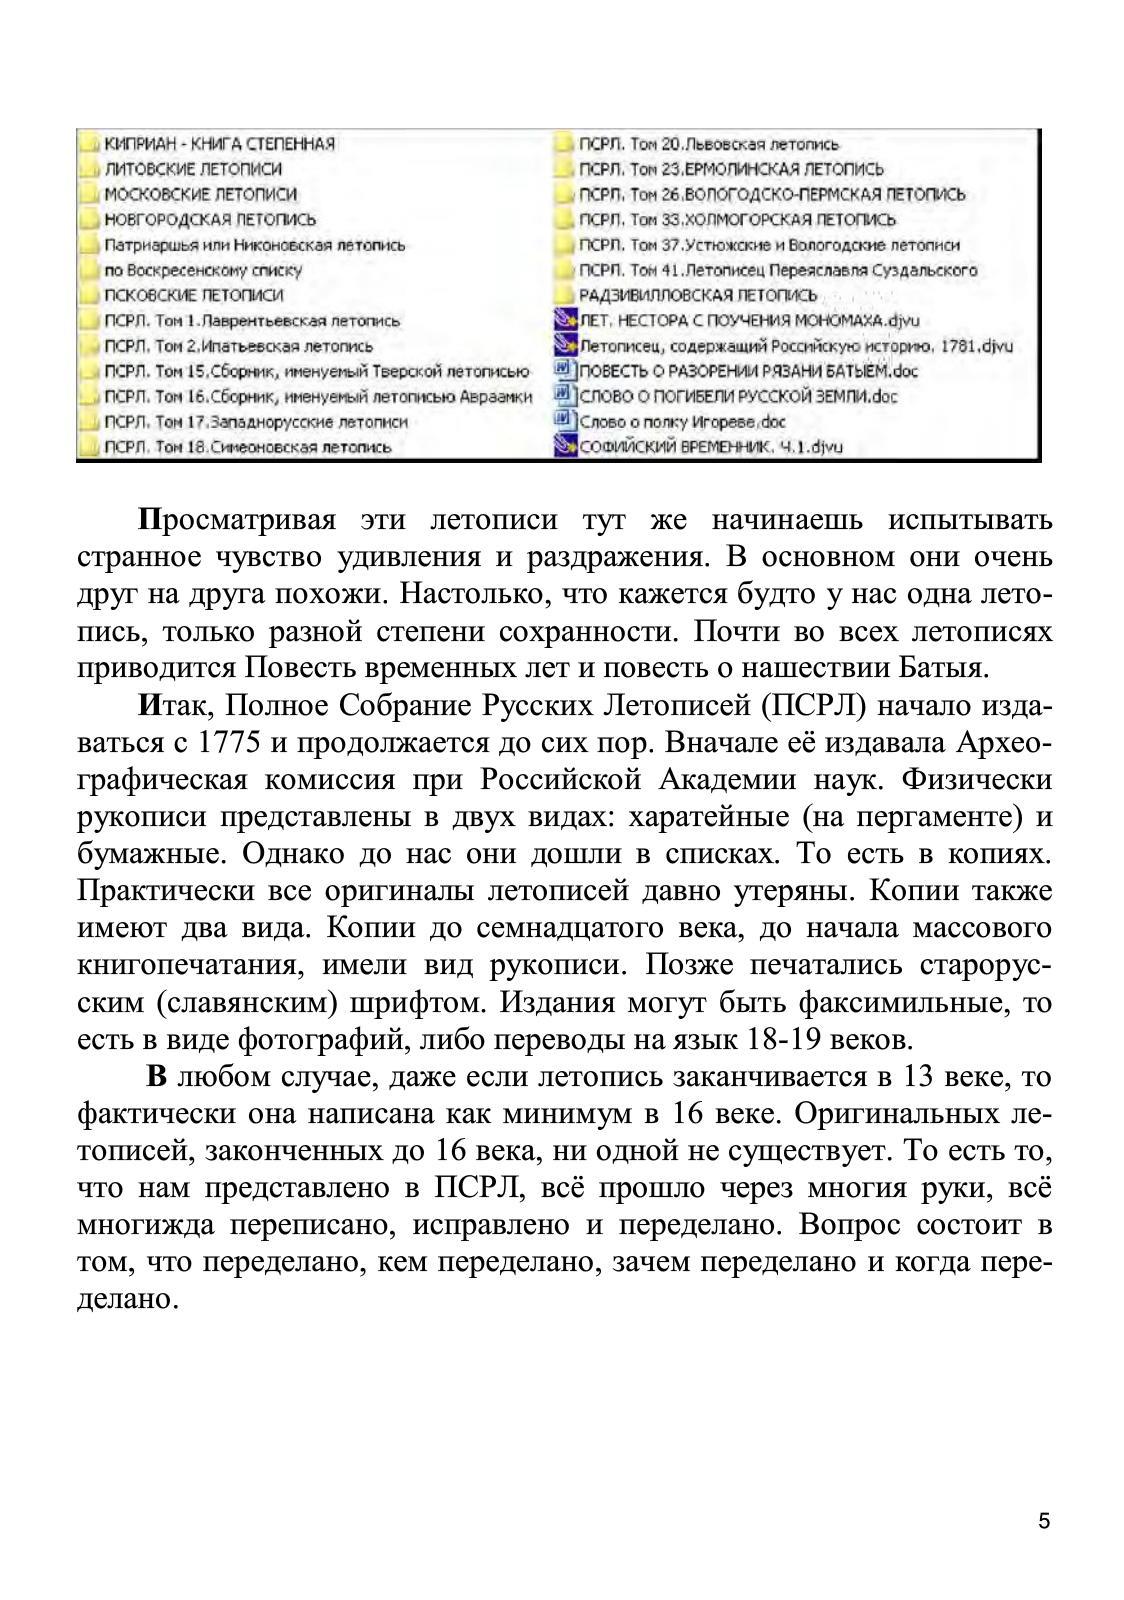 КИПРИАН - КНИГА СТЕПЕННАЯ
ЛИТОВСКИЕ ЛЕТОПИСИ
МОСКОВСКИЕ ЛЕТОПИСИ
НОВГОРОДСКАЯ ЛЕТОПИСЬ
Патриаршья или Никоновская летопись
по Воскресенскому списку
ПСКОВСКИЕ ЛЕТОПИСИ
ПСРЛ. Том 1.Лаврентьевская летопись
ПСРЛ. Том 2.Ипатьевская летопись
ПСРЛ. Том 15.Сборник, именуемый Тверской летописью
ПСРЛ. Том 16.Сборник, именуемый летописью Авраамки
ПСРЛ. Том 17.Западнорусские летописи
ПСРЛ. Том 18.Симеоновская летопись
ПСРЛ. Том 20.Львовская летопись
ПСРЛ. Том 23.ЕРМОЛИНСКАЯ ЛЕТОПИСЬ
ПСРЛ. Том 26.ВОЛОГОДСКО-ПЕРМСКАЯ ЛЕТОПИСЬ
ПСРЛ. Том 33.ХОЛМОГОРСКАЯ ЛЕТОПИСЬ
ПСРЛ. Том 37.Устюжские и Вологодские летописи
ПСРЛ. Том 41.Летописец Переяславля Суздальского
РАДЗИВИЛЛОВСКАЯ ЛЕТОПИСЬ
ЛЕТ. НЕСТОРА С ПОУЧЕНИЯ МОНОМАХА.djvu
Летописец, содержащий Российскую историю. 1781.djvu
ПОВЕСТЬ О РАЗОРЕНИИ РЯЗАНИ БАТЫЕМ.doc
СЛОВО О ПОГИБЕЛИ РУССКОЙ ЗЕМЛИ.doc
Слово о полку Игореве.doc
СОФИЙСКИЙ ВРЕМЕННИК. Ч.1.djvu
Просматривая эти летописи тут же начинаешь испытывать
странное чувство удивления и раздражения. В основном они очень
друг на друга похожи. Настолько, что кажется будто у нас одна лето-
пись, только разной степени сохранности. Почти во всех летописях
приводится Повесть временных лет и повесть о нашествии Батыя.
Итак, Полное Собрание Русских Летописей (ПСРЛ) начало изда-
ваться с 1775 и продолжается до сих пор. Вначале её издавала Архео-
графическая комиссия при Российской Академии наук. Физически
рукописи представлены в двух видах: харатейные (на пергаменте) и
бумажные. Однако до нас они дошли в списках. То есть в копиях.
Практически все оригиналы летописей давно утеряны. Копии также
имеют два вида. Копии до семнадцатого века, до начала массового
книгопечатания, имели вид рукописи. Позже печатались старорус-
ским (славянским) шрифтом. Издания могут быть факсимильные, то
есть в виде фотографий, либо переводы на язык 18-19 веков.
В любом случае, даже если летопись заканчивается в 13 веке, то
фактически она написана как минимум в 16 веке. Оригинальных ле-
тописей, законченных до 16 века, ни одной не существует. То есть то,
что нам представлено в ПСРЛ, всё прошло через многия руки, всё
многижда переписано, исправлено и переделано. Вопрос состоит в
том, что переделано, кем переделано, зачем переделано и когда пере-
делано.
5